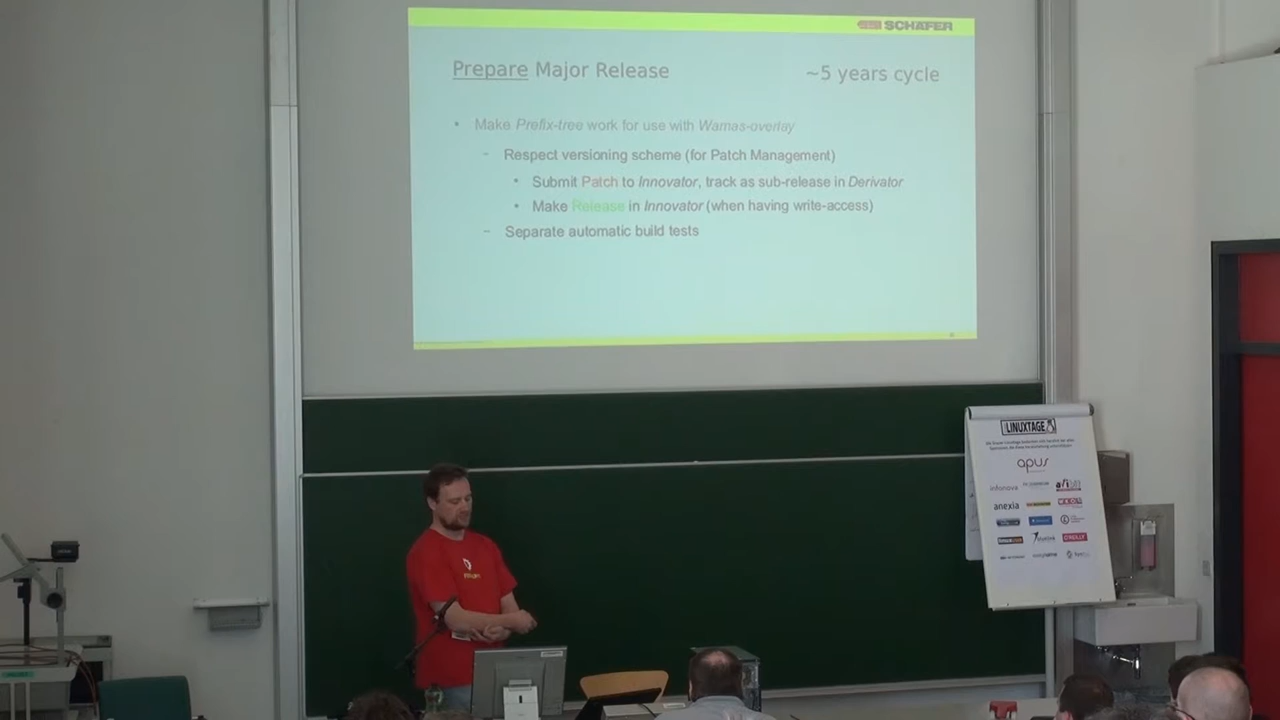 SCHÄFER
Prepare Major Release
~5 years cycle
• Make Prefix-tree work for use with Wamas-overlay
– Respect versioning scheme (for Patch Management)
• Submit Patch to Innovator, track as sub-release in Derivator
• Make Release in Innovator (when having write-access)
– Separate automatic build tests
LINUXTAGE
apus
infonova
anexia
O'REILLY